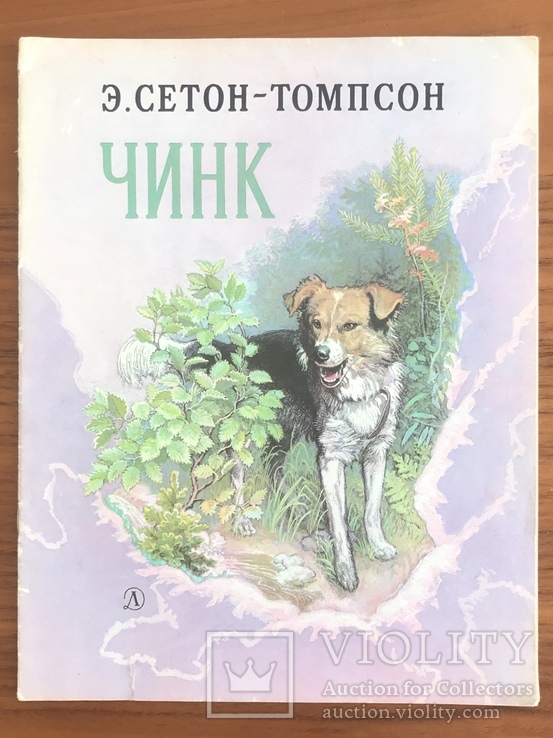 Э. СЕТОН-ТОМПСОН
ЧИНК
Д
VIOLITY
Auction for Collectors
auction.violity.com